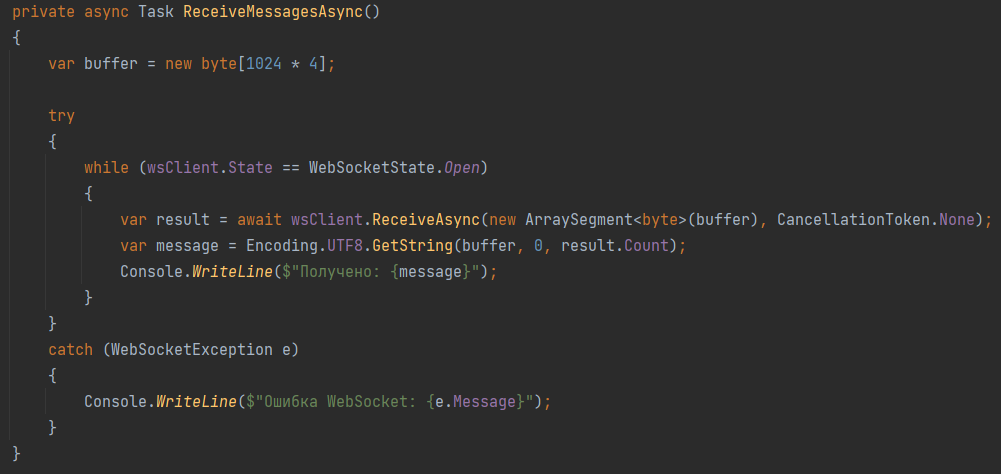 private async Task ReceiveMessagesAsync()
{
    var buffer = new byte[1024 * 4];

    try
    {
        while (wsClient.State == WebSocketState.Open)
        {
            var result = await wsClient.ReceiveAsync(new ArraySegment<byte>(buffer), CancellationToken.None);
            var message = Encoding.UTF8.GetString(buffer, 0, result.Count);
            Console.WriteLine($"Получено: {message}");
        }
    }
    catch (WebSocketException e)
    {
        Console.WriteLine($"Ошибка WebSocket: {e.Message}");
    }
}